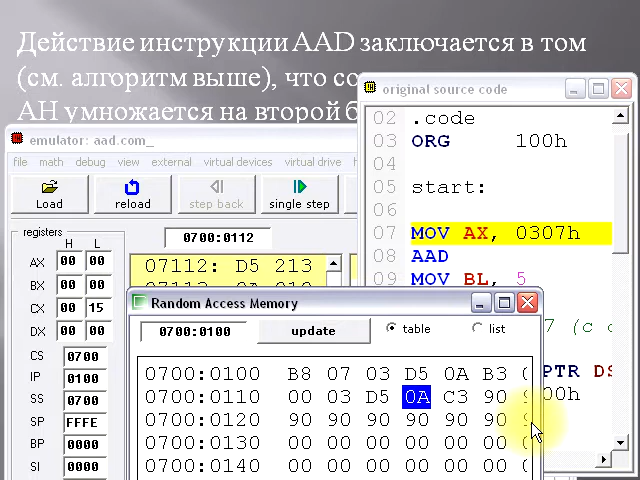 Действие инструкции AAD заключается в том
(см. алгоритм выше), что со
AH умножается на второй б
original source code
02 .code
03 ORG 100h
04
05 start:
06
07 MOV AX, 0307h
08 AAD
09 MOV BL, 5
7 (с о
PTR DS
00h
emulator: aad.com_
file math debug view external virtual devices virtual drive
Load reload step back single step
registers
H L
0700:0112
AX 00 00
BX 00 00
CX 00 15
DX 00 00
CS 0700
IP 0100
SS 0700
SP FFFE
BP 0000
SI 0000
07112: D5 213
Random Access Memory
0700:0100 update table list
0700:0100 B8 07 03 D5 0A B3
0700:0110 00 03 D5 0A C3 90 9
0700:0120 90 90 90 90 90 90 9
0700:0130 00 00 00 00 00 00 0
0700:0140 00 00 00 00 00 00 0